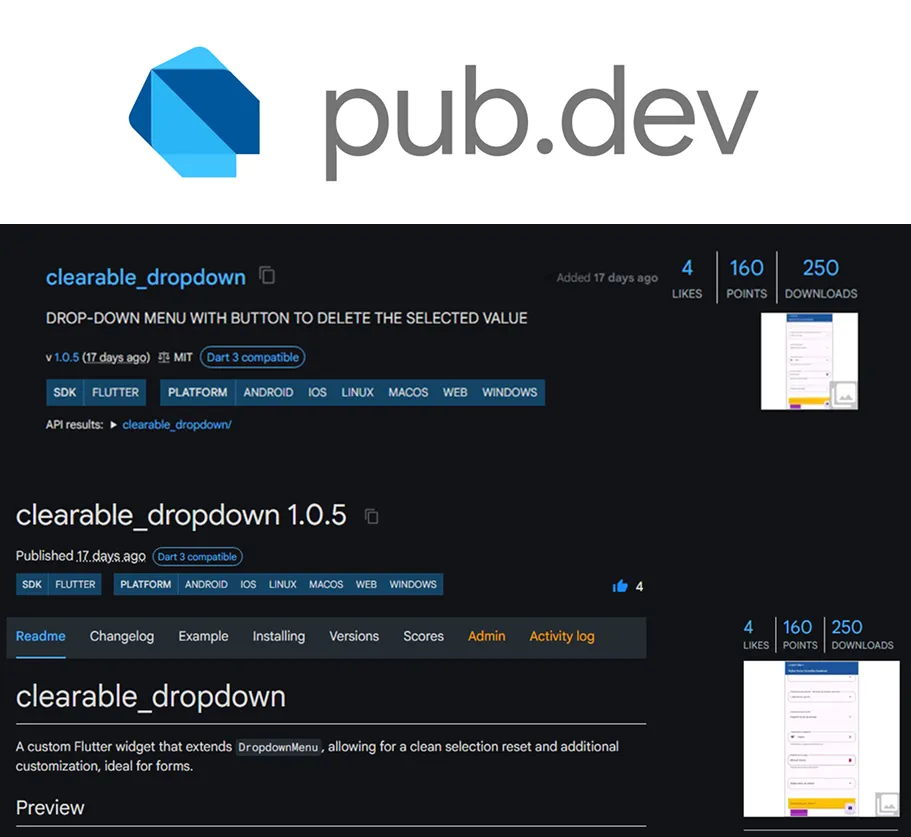 pub.dev
clearable_dropdown
Added 17 days ago
4
LIKES
160
POINTS
250
DOWNLOADS
DROP-DOWN MENU WITH BUTTON TO DELETE THE SELECTED VALUE
v 1.0.5 (17 days ago) MIT Dart 3 compatible
SDK FLUTTER PLATFORM ANDROID IOS LINUX MACOS WEB WINDOWS
API results: ▶ clearable_dropdown/
clearable_dropdown 1.0.5
Published 17 days ago Dart 3 compatible
SDK FLUTTER PLATFORM ANDROID IOS LINUX MACOS WEB WINDOWS
4
Readme Changelog Example Installing Versions Scores Admin Activity log
4
LIKES
160
POINTS
250
DOWNLOADS
clearable_dropdown
A custom Flutter widget that extends DropdownMenu, allowing for a clean selection reset and additional
customization, ideal for forms.
Preview